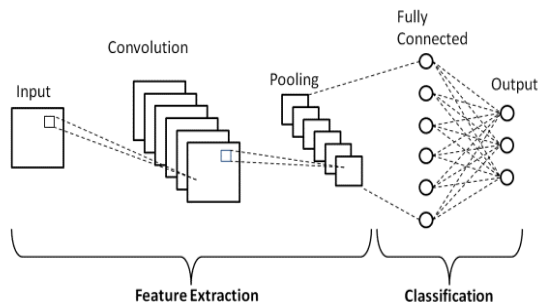 Fully
Connected
Convolution
Pooling
Output
Input
Feature Extraction
Classification